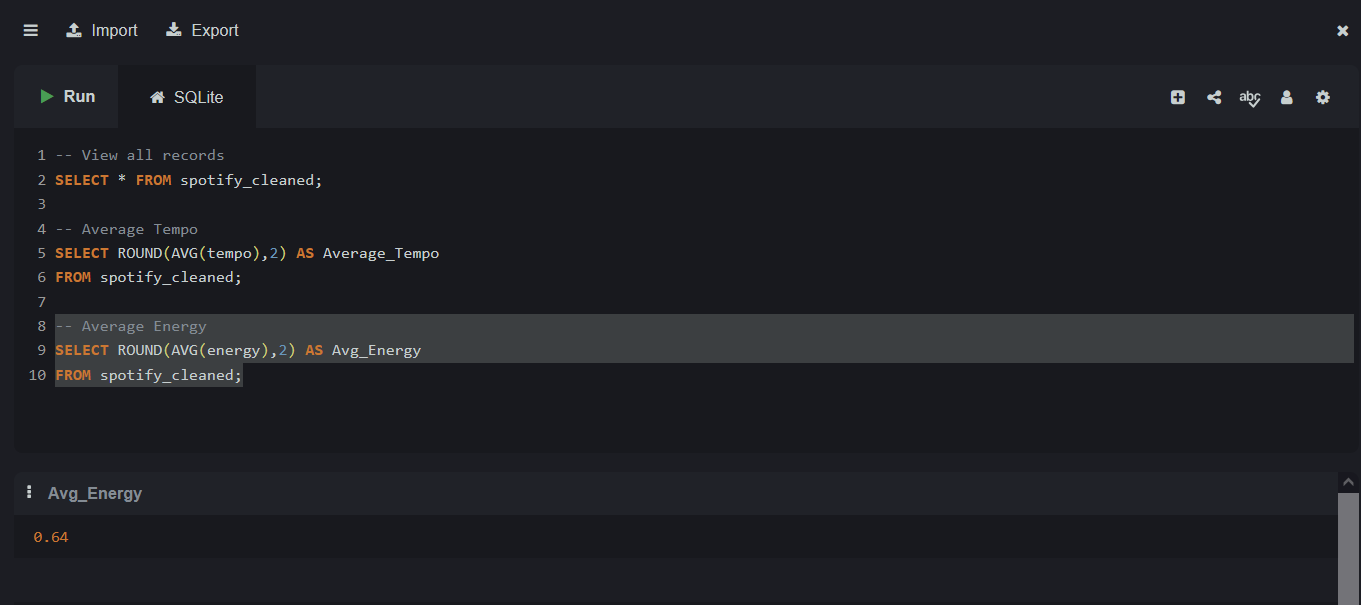 Import Export
Run SQLite abc
1 -- View all records
2 SELECT * FROM spotify_cleaned;
3
4 -- Average Tempo
5 SELECT ROUND(AVG(tempo),2) AS Average_Tempo
6 FROM spotify_cleaned;
7
8 -- Average Energy
9 SELECT ROUND(AVG(energy),2) AS Avg_Energy
10 FROM spotify_cleaned;
Avg_Energy
0.64